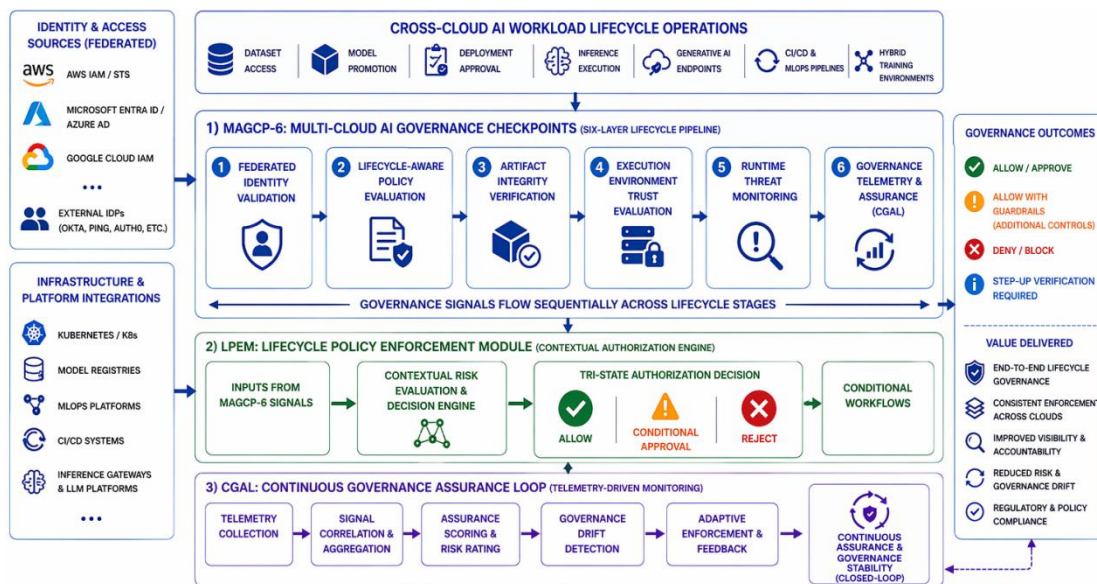 IDENTITY & ACCESS
SOURCES (FEDERATED)
aws
AWS IAM / STS
MICROSOFT ENTRA ID /
AZURE AD
GOOGLE CLOUD IAM
•••
EXTERNAL IDPs
(OKTA, PING, AUTH0, ETC.)
INFRASTRUCTURE &
PLATFORM INTEGRATIONS
KUBERNETES / K8s
MODEL REGISTRIES
MLOPS PLATFORMS
CI/CD SYSTEMS
INFERENCE GATEWAYS
& LLM PLATFORMS
•••
CROSS-CLOUD AI WORKLOAD LIFECYCLE OPERATIONS
DATASET
ACCESS
MODEL
PROMOTION
DEPLOYMENT
APPROVAL
INFERENCE
EXECUTION
GENERATIVE AI
ENDPOINTS
CI/CD &
MLOPS PIPELINES
HYBRID
TRAINING
ENVIRONMENTS
1) MAGCP-6: MULTI-CLOUD AI GOVERNANCE CHECKPOINTS (SIX-LAYER LIFECYCLE PIPELINE)
1 FEDERATED
IDENTITY
VALIDATION
2 LIFECYCLE-AWARE
POLICY
EVALUATION
3 ARTIFACT
INTEGRITY
VERIFICATION
4 EXECUTION
ENVIRONMENT
TRUST
EVALUATION
5 RUNTIME
THREAT
MONITORING
6 GOVERNANCE
TELEMETRY &
ASSURANCE
(CGAL)
GOVERNANCE SIGNALS FLOW SEQUENTIALLY ACROSS LIFECYCLE STAGES
2) LPEM: LIFECYCLE POLICY ENFORCEMENT MODULE (CONTEXTUAL AUTHORIZATION ENGINE)
INPUTS FROM
MAGCP-6 SIGNALS
CONTEXTUAL RISK
EVALUATION &
DECISION ENGINE
TRI-STATE AUTHORIZATION DECISION
ALLOW
CONDITIONAL
APPROVAL
REJECT
CONDITIONAL
WORKFLOWS
3) CGAL: CONTINUOUS GOVERNANCE ASSURANCE LOOP (TELEMETRY-DRIVEN MONITORING)
TELEMETRY
COLLECTION
SIGNAL
CORRELATION &
AGGREGATION
ASSURANCE
SCORING &
RISK RATING
GOVERNANCE
DRIFT
DETECTION
ADAPTIVE
ENFORCEMENT &
FEEDBACK
CONTINUOUS
ASSURANCE &
GOVERNANCE
STABILITY
(CLOSED-LOOP)
GOVERNANCE OUTCOMES
ALLOW / APPROVE
ALLOW WITH
GUARDRAILS
(ADDITIONAL CONTROLS)
DENY / BLOCK
STEP-UP VERIFICATION
REQUIRED
VALUE DELIVERED
END-TO-END LIFECYCLE
GOVERNANCE
CONSISTENT ENFORCEMENT
ACROSS CLOUDS
IMPROVED VISIBILITY &
ACCOUNTABILITY
REDUCED RISK &
GOVERNANCE DRIFT
REGULATORY & POLICY
COMPLIANCE